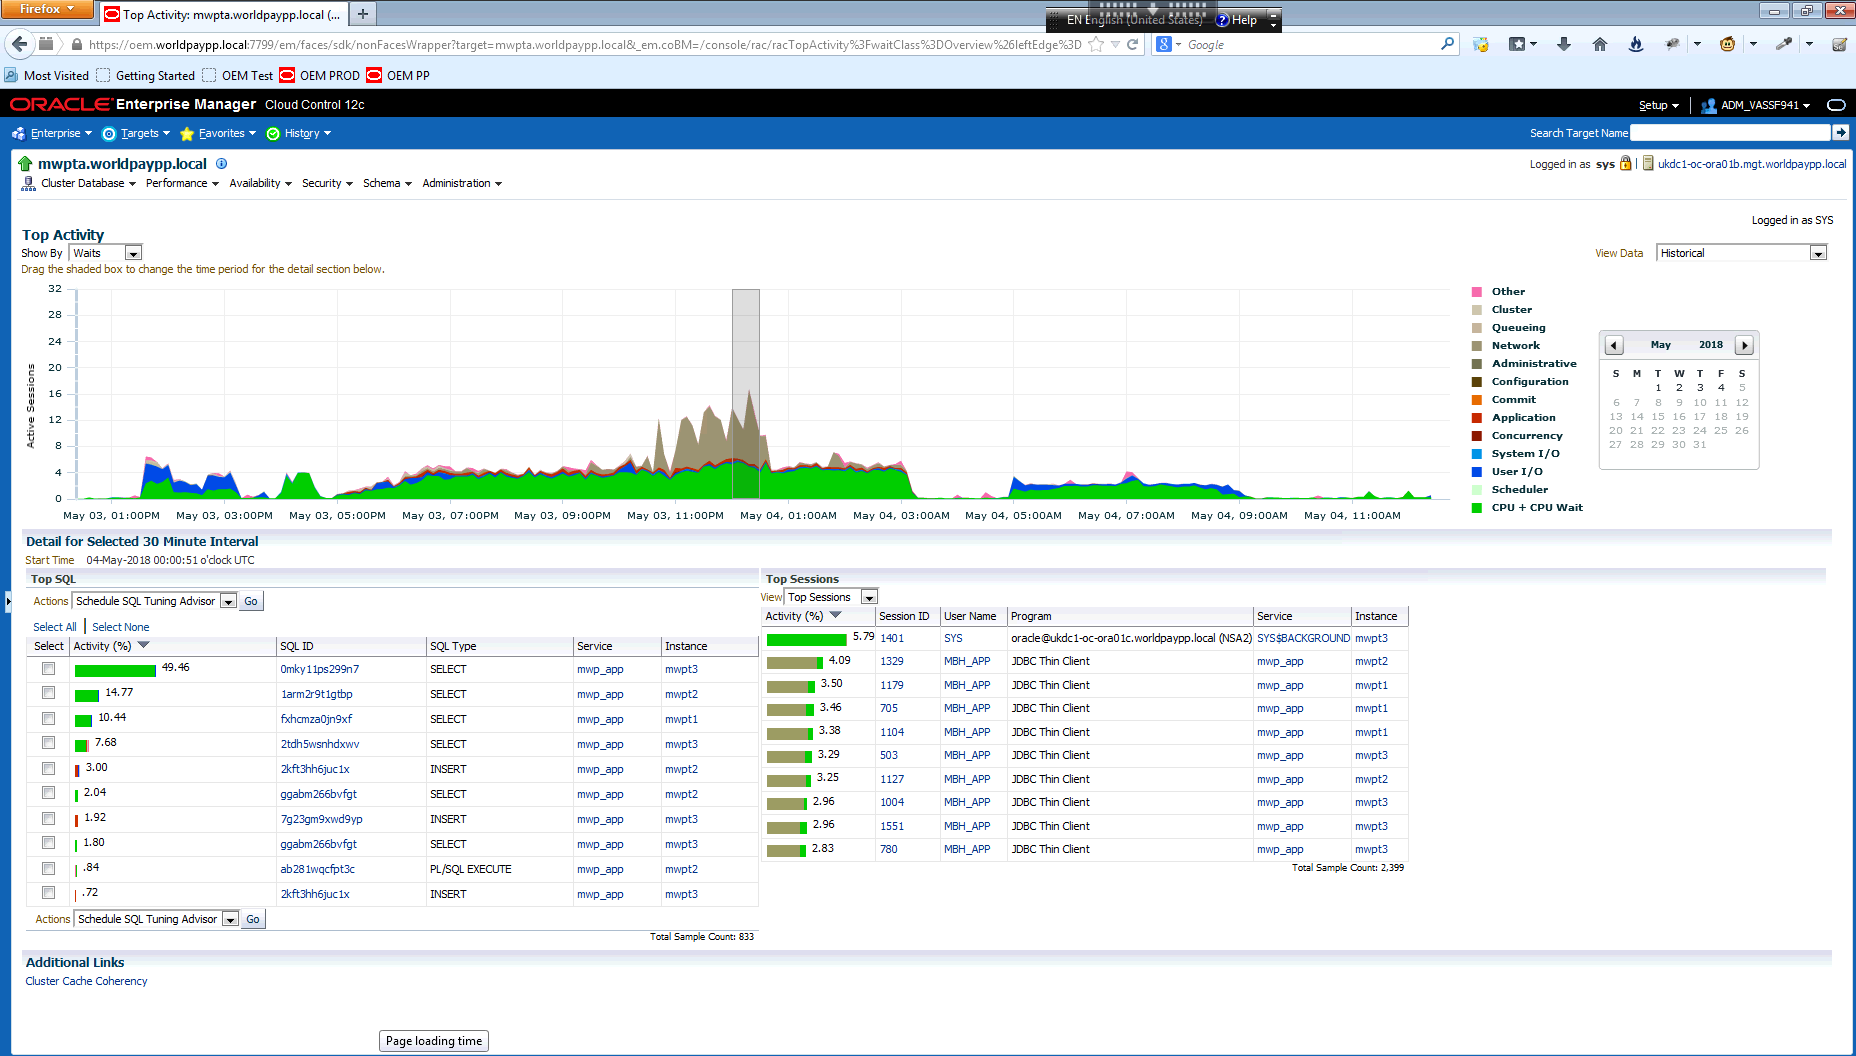 Firefox
Top Activity: mwpta.worldpaypp.local (...
EN English (United States) Help
https://oem.worldpaypp.local:7799/em/faces/sdk/nonFacesWrapper?target=mwpta.worldpaypp.local&_em.coBM=/console/rac/racTopActivity%3FwaitClass%3DOverview%26leftEdge%3D
Google
Most Visited Getting Started OEM Test OEM PROD OEM PP
ORACLE Enterprise Manager Cloud Control 12c
Setup ADM_VASSF941
Enterprise Targets Favorites History
Search Target Name
mwpta.worldpaypp.local
Logged in as sys ukdc1-oc-ora01b.mgt.worldpaypp.local
Cluster Database Performance Availability Security Schema Administration
Logged in as SYS
Top Activity
Show By Waits
View Data Historical
Drag the shaded box to change the time period for the detail section below.
Active Sessions
32
28
24
20
16
12
8
4
0
May 03, 01:00PM May 03, 03:00PM May 03, 05:00PM May 03, 07:00PM May 03, 09:00PM May 03, 11:00PM May 04, 01:00AM May 04, 03:00AM May 04, 05:00AM May 04, 07:00AM May 04, 09:00AM May 04, 11:00AM
Other
Cluster
Queueing
Network
Administrative
Configuration
Commit
Application
Concurrency
System I/O
User I/O
Scheduler
CPU + CPU Wait
May 2018
S M T W T F S
1 2 3 4 5
6 7 8 9 10 11 12
13 14 15 16 17 18 19
20 21 22 23 24 25 26
27 28 29 30 31
Detail for Selected 30 Minute Interval
Start Time 04-May-2018 00:00:51 o'clock UTC
Top SQL
Actions Schedule SQL Tuning Advisor Go
Select All Select None
Select Activity (%) SQL ID SQL Type Service Instance
49.46 0mky11ps299n7 SELECT mwp_app mwpt3
14.77 1arm2r9t1gtbp SELECT mwp_app mwpt2
10.44 fxhcmza0jn9xf SELECT mwp_app mwpt1
7.68 2tdh5wsnhdxwv SELECT mwp_app mwpt3
3.00 2kft3hh6juc1x INSERT mwp_app mwpt2
2.04 ggabm266bvfgt SELECT mwp_app mwpt2
1.92 7g23gm9xwd9yp INSERT mwp_app mwpt3
1.80 ggabm266bvfgt SELECT mwp_app mwpt3
.84 ab281wqcfpt3c PL/SQL EXECUTE mwp_app mwpt2
.72 2kft3hh6juc1x INSERT mwp_app mwpt3
Actions Schedule SQL Tuning Advisor Go
Total Sample Count: 833
Top Sessions
View Top Sessions
Activity (%) Session ID User Name Program Service Instance
5.79 1401 SYS oracle@ukdc1-oc-ora01c.worldpaypp.local (NSA2) SYS$BACKGROUND mwpt3
4.09 1329 MBH_APP JDBC Thin Client mwp_app mwpt2
3.50 1179 MBH_APP JDBC Thin Client mwp_app mwpt1
3.46 705 MBH_APP JDBC Thin Client mwp_app mwpt1
3.38 1104 MBH_APP JDBC Thin Client mwp_app mwpt1
3.29 503 MBH_APP JDBC Thin Client mwp_app mwpt3
3.25 1127 MBH_APP JDBC Thin Client mwp_app mwpt2
2.96 1004 MBH_APP JDBC Thin Client mwp_app mwpt3
2.96 1551 MBH_APP JDBC Thin Client mwp_app mwpt3
2.83 780 MBH_APP JDBC Thin Client mwp_app mwpt3
Total Sample Count: 2,399
Additional Links
Cluster Cache Coherency
Page loading time